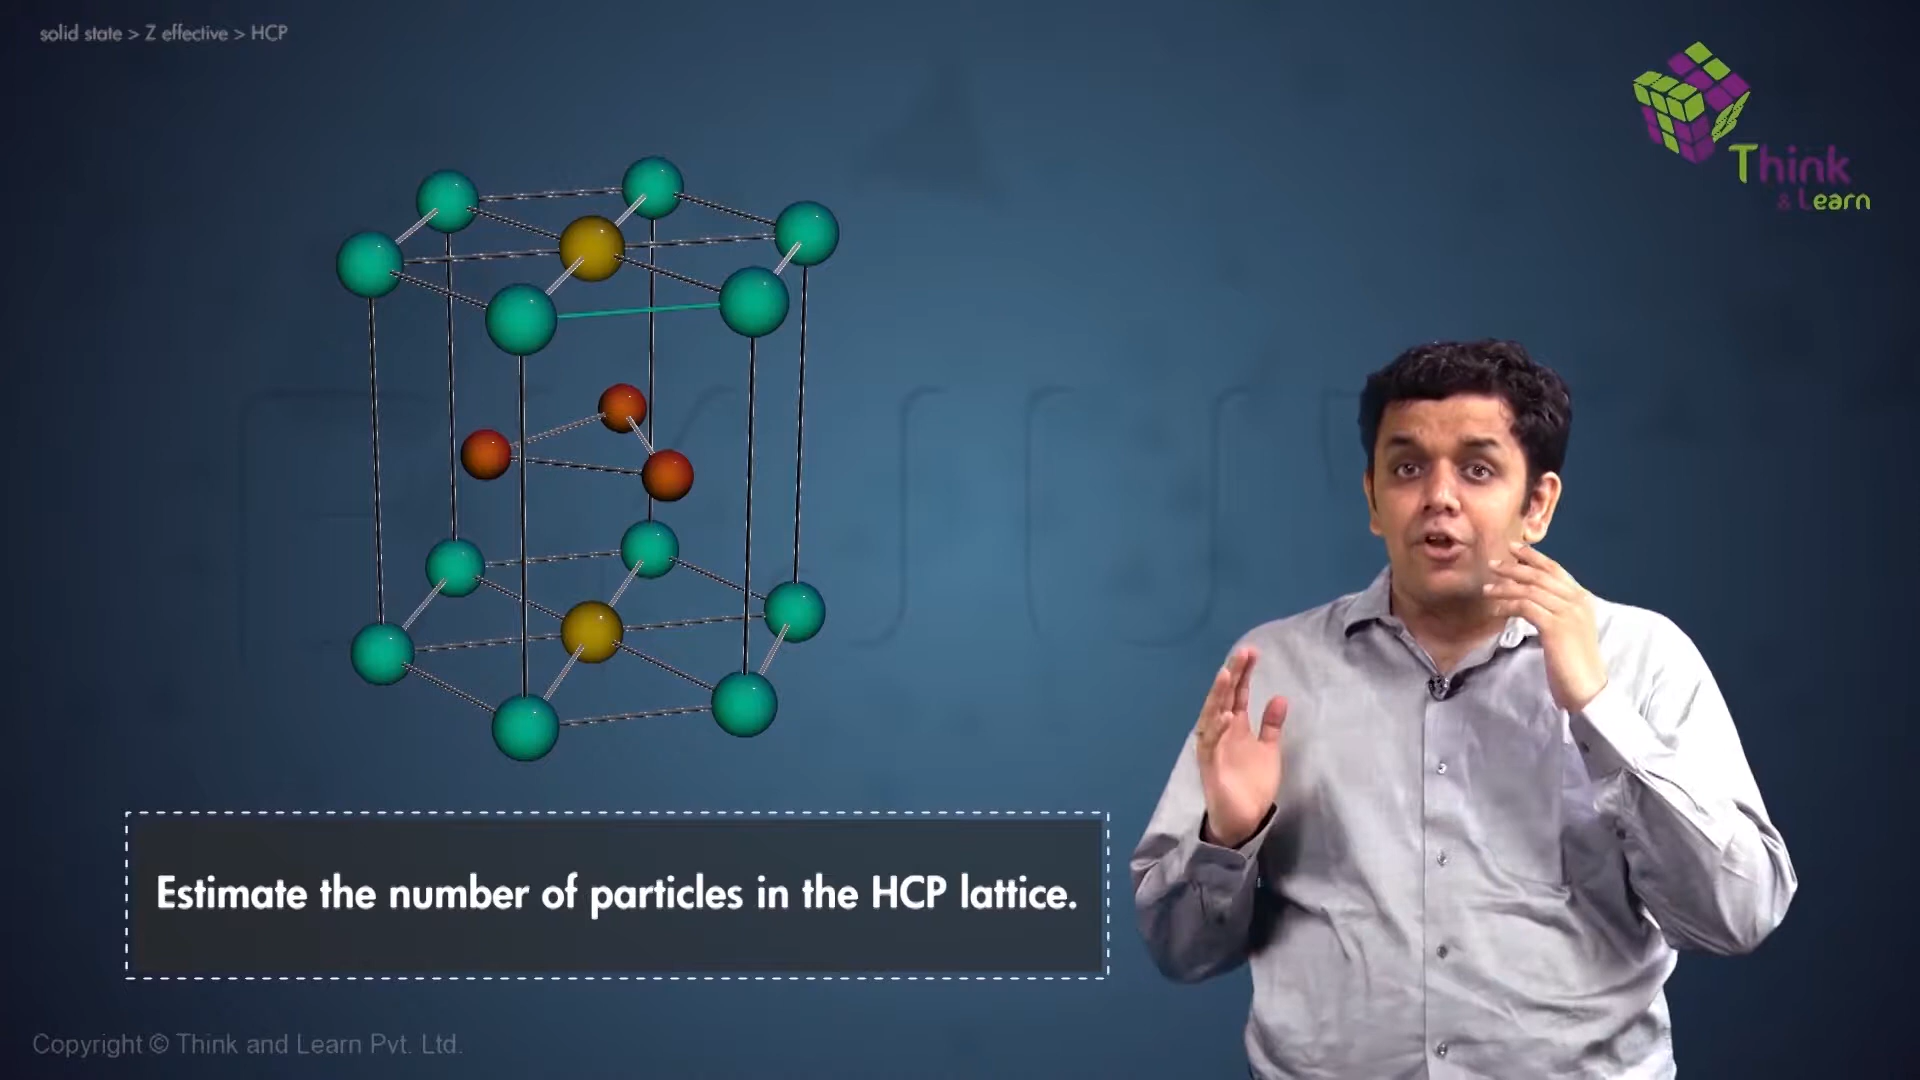 solid state > Z effective > HCP
Think
& Learn
Estimate the number of particles in the HCP lattice.
Copyright © Think and Learn Pvt. Ltd.